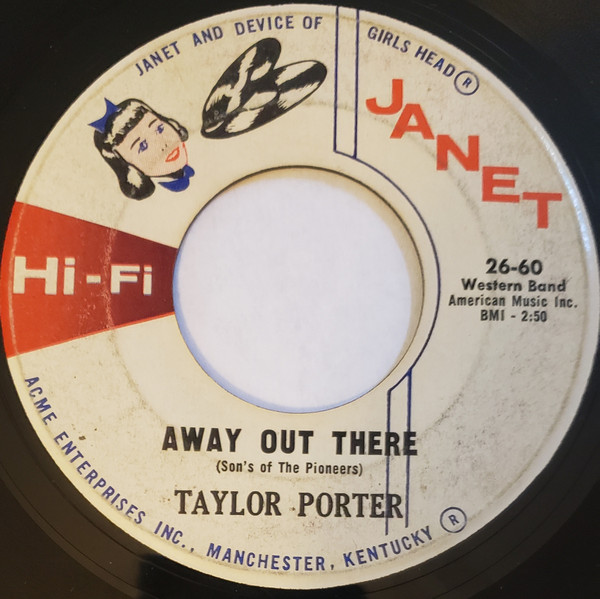 JANET AND DEVICE OF GIRLS HEAD ®
JANET
Hi-Fi
26-60
Western Band
American Music Inc.
BMI - 2:50
AWAY OUT THERE
(Son's of The Pioneers)
TAYLOR PORTER
ACME ENTERPRISES INC., MANCHESTER, KENTUCKY ®